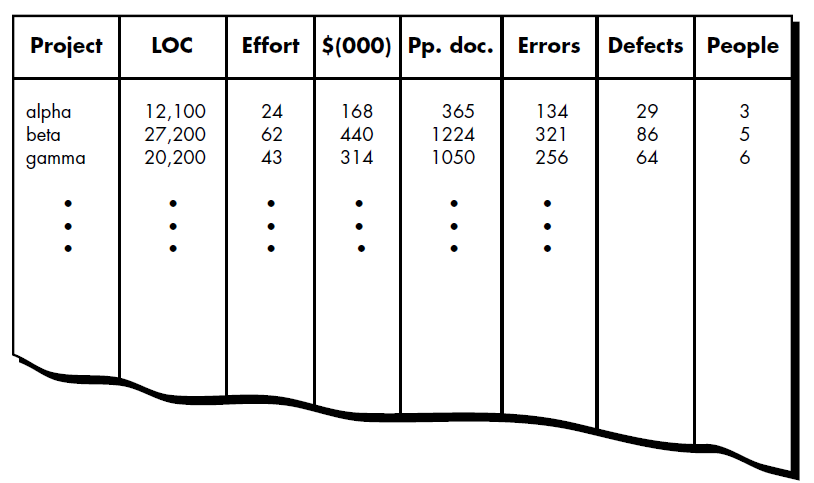 Project LOC Effort $(000) Pp. doc. Errors Defects People
alpha 12,100 24 168 365 134 29 3
beta 27,200 62 440 1224 321 86 5
gamma 20,200 43 314 1050 256 64 6